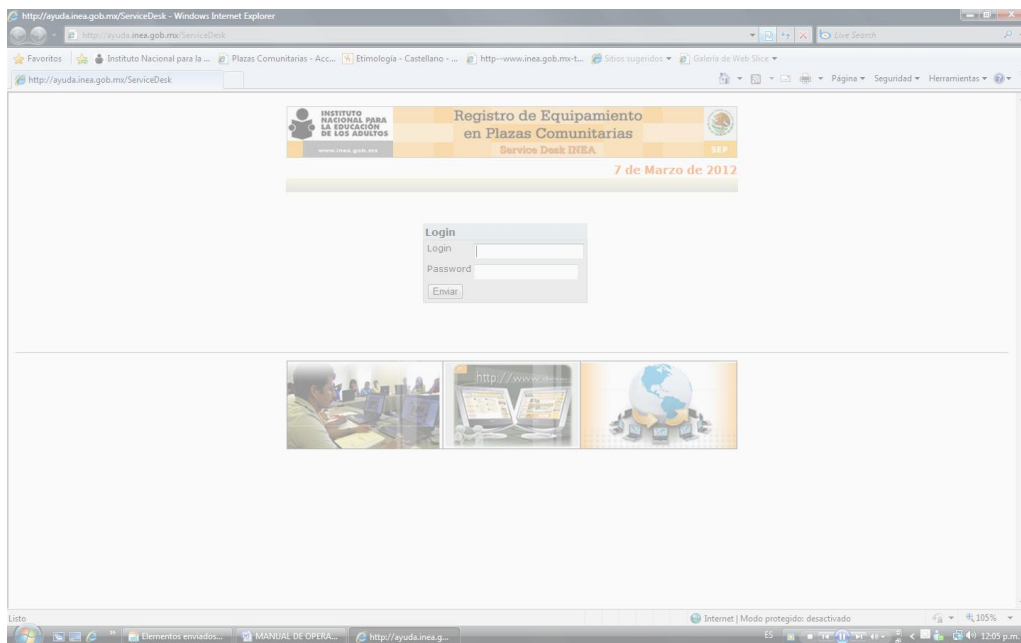 http://ayuda.inea.gob.mx/ServiceDesk - Windows Internet Explorer
http://ayuda.inea.gob.mx/ServiceDesk
Live Search
Favoritos
Instituto Nacional para la ...
Plazas Comunitarias - Acc...
Etimología - Castellano - ...
http--www.inea.gob.mx-t...
Sitios sugeridos
Galería de Web Slice
http://ayuda.inea.gob.mx/ServiceDesk
Página
Seguridad
Herramientas
INSTITUTO
NACIONAL PARA
LA EDUCACIÓN
DE LOS ADULTOS
www.inea.gob.mx
Registro de Equipamiento
en Plazas Comunitarias
Service Desk INEA
SEP
7 de Marzo de 2012
Login
Login
Password
Enviar
http://www.
Listo
Internet | Modo protegido: desactivado
105%
Elementos enviados...
MANUAL DE OPERA...
http://ayuda.inea.g...
ES
12:05 p.m.